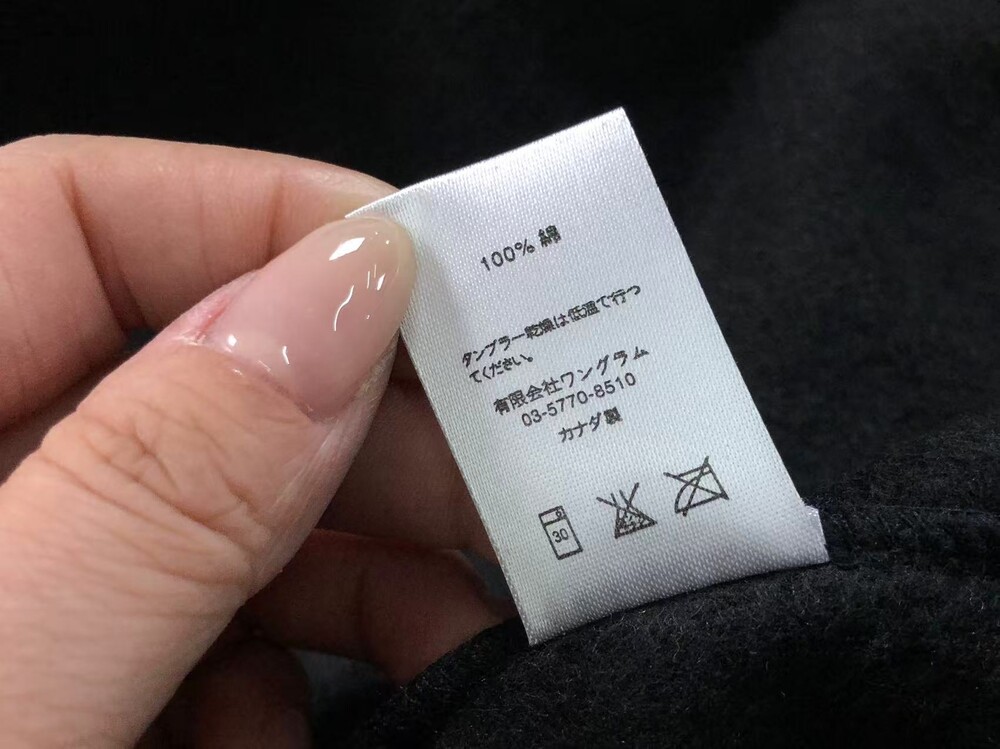 100% 綿
タンブラー乾燥は低温で行っ
てください。
有限会社ワングラム
03-5770-8510
カナダ製
30